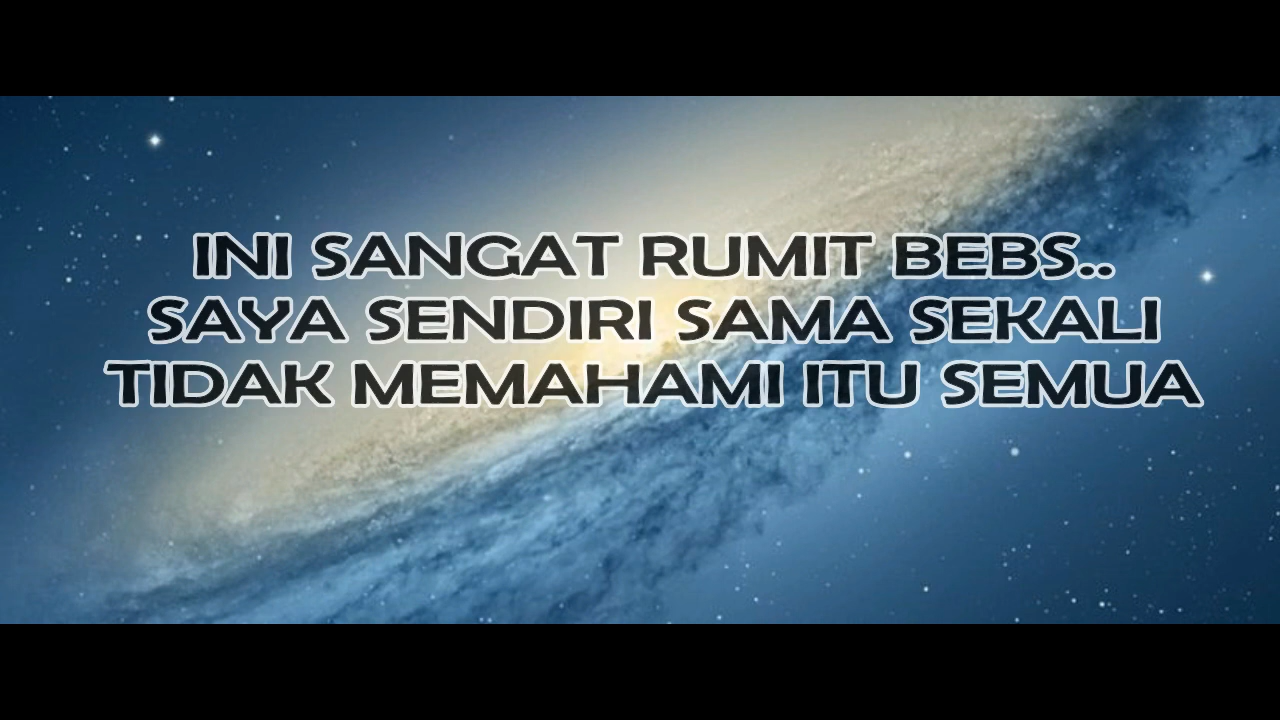 INI SANGAT RUMIT BEBS..
SAYA SENDIRI SAMA SEKALI
TIDAK MEMAHAMI ITU SEMUA